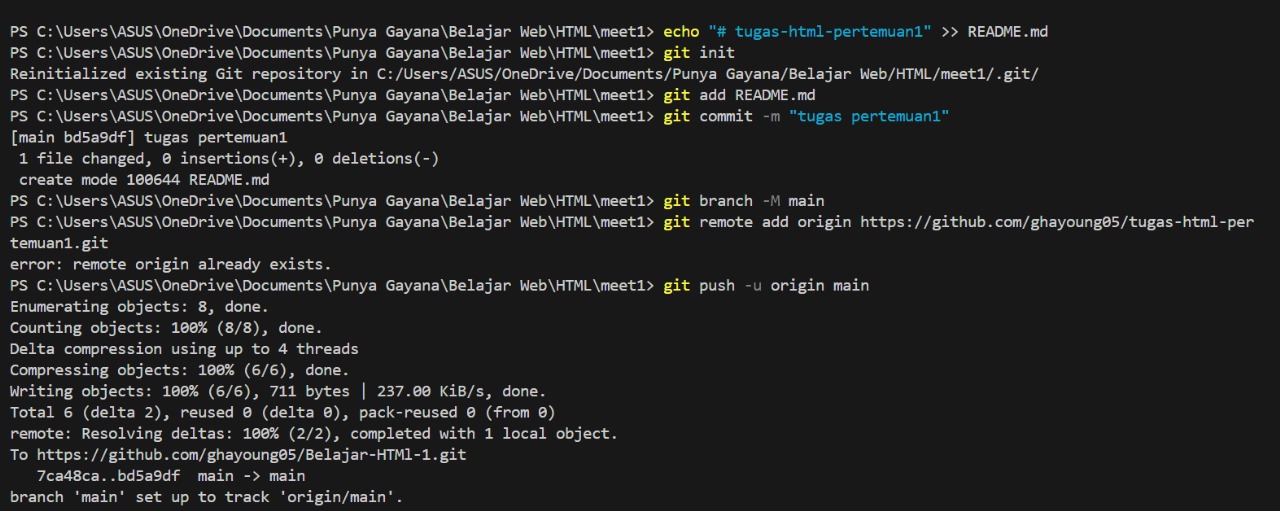 PS C:\Users\ASUS\OneDrive\Documents\Punya Gayana\Belajar Web\HTML\meet1> echo "# tugas-html-pertemuan1" >> README.md
PS C:\Users\ASUS\OneDrive\Documents\Punya Gayana\Belajar Web\HTML\meet1> git init
Reinitialized existing Git repository in C:/Users/ASUS/OneDrive/Documents/Punya Gayana/Belajar Web/HTML/meet1/.git/
PS C:\Users\ASUS\OneDrive\Documents\Punya Gayana\Belajar Web\HTML\meet1> git add README.md
PS C:\Users\ASUS\OneDrive\Documents\Punya Gayana\Belajar Web\HTML\meet1> git commit -m "tugas pertemuan1"
[main bd5a9df] tugas pertemuan1
 1 file changed, 0 insertions(+), 0 deletions(-)
 create mode 100644 README.md
PS C:\Users\ASUS\OneDrive\Documents\Punya Gayana\Belajar Web\HTML\meet1> git branch -M main
PS C:\Users\ASUS\OneDrive\Documents\Punya Gayana\Belajar Web\HTML\meet1> git remote add origin https://github.com/ghayoung05/tugas-html-per
temuan1.git
error: remote origin already exists.
PS C:\Users\ASUS\OneDrive\Documents\Punya Gayana\Belajar Web\HTML\meet1> git push -u origin main
Enumerating objects: 8, done.
Counting objects: 100% (8/8), done.
Delta compression using up to 4 threads
Compressing objects: 100% (6/6), done.
Writing objects: 100% (6/6), 711 bytes | 237.00 KiB/s, done.
Total 6 (delta 2), reused 0 (delta 0), pack-reused 0 (from 0)
remote: Resolving deltas: 100% (2/2), completed with 1 local object.
To https://github.com/ghayoung05/Belajar-HTMl-1.git
   7ca48ca..bd5a9df  main -> main
branch 'main' set up to track 'origin/main'.